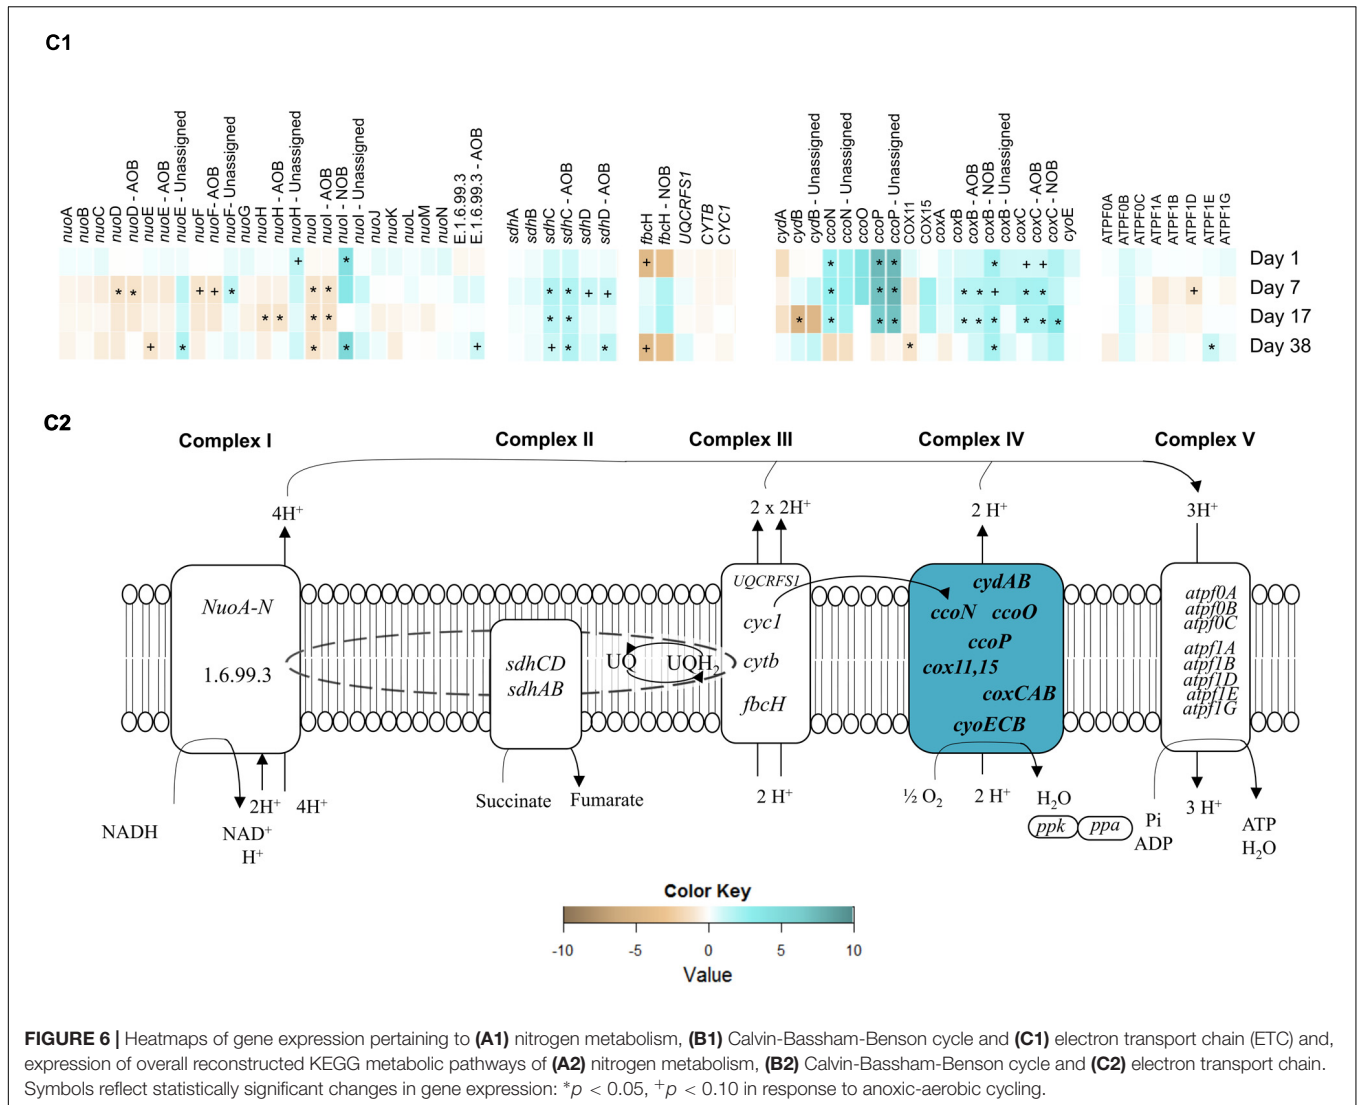 C1
nuoA
nuoB
nuoC
nuoD
nuoD - AOB
nuoE
nuoE - AOB
nuoE - Unassigned
nuoF
nuoF- AOB
nuoF- Unassigned
nuoG
nuoH
nuoH - AOB
nuoH - Unassigned
nuoI
nuoI - AOB
nuoI - NOB
nuoI - Unassigned
nuoJ
nuoK
nuoL
nuoM
nuoN
E.1.6.99.3
E.1.6.99.3 - AOB
sdhA
sdhB
sdhC
sdhC - AOB
sdhD
sdhD - AOB
fbcH
fbcH - NOB
UQCRFS1
CYTB
CYC1
cydA
cydB
cydB - Unassigned
ccoN
ccoN - Unassigned
ccoO
ccoP
ccoP - Unassigned
COX11
COX15
coxA
coxB
coxB - AOB
coxB - NOB
coxB - Unassigned
coxC
coxC - AOB
coxC - NOB
cyoE
ATPF0A
ATPF0B
ATPF0C
ATPF1A
ATPF1B
ATPF1D
ATPF1E
ATPF1G
+ * + * * * + + Day 1
* * + + * * * * * + + * * * * * + * * + Day 7
* * * * * * * * * * * * * * * * Day 17
+ * * + + * * + * * * Day 38
C2
Complex I Complex II Complex III Complex IV Complex V
4H⁺ 2 x 2H⁺ 2 H⁺ 3H⁺
NuoA-N
1.6.99.3
sdhCD
sdhAB
UQ UQH₂
UQCRFS1
cyc1
cytb
fbcH
cydAB
ccoN ccoO
ccoP
cox11,15
coxCAB
cyoECB
atpf0A
atpf0B
atpf0C
atpf1A
atpf1B
atpf1D
atpf1E
atpf1G
NADH
NAD⁺
H⁺
2H⁺ 4H⁺
Succinate Fumarate
2 H⁺
½ O₂ 2 H⁺ H₂O
ppk ppa
Pi
ADP
3 H⁺
ATP
H₂O
Color Key
-10 -5 0 5 10
Value
FIGURE 6 | Heatmaps of gene expression pertaining to (A1) nitrogen metabolism, (B1) Calvin-Bassham-Benson cycle and (C1) electron transport chain (ETC) and,
expression of overall reconstructed KEGG metabolic pathways of (A2) nitrogen metabolism, (B2) Calvin-Bassham-Benson cycle and (C2) electron transport chain.
Symbols reflect statistically significant changes in gene expression: *p < 0.05, ⁺p < 0.10 in response to anoxic-aerobic cycling.